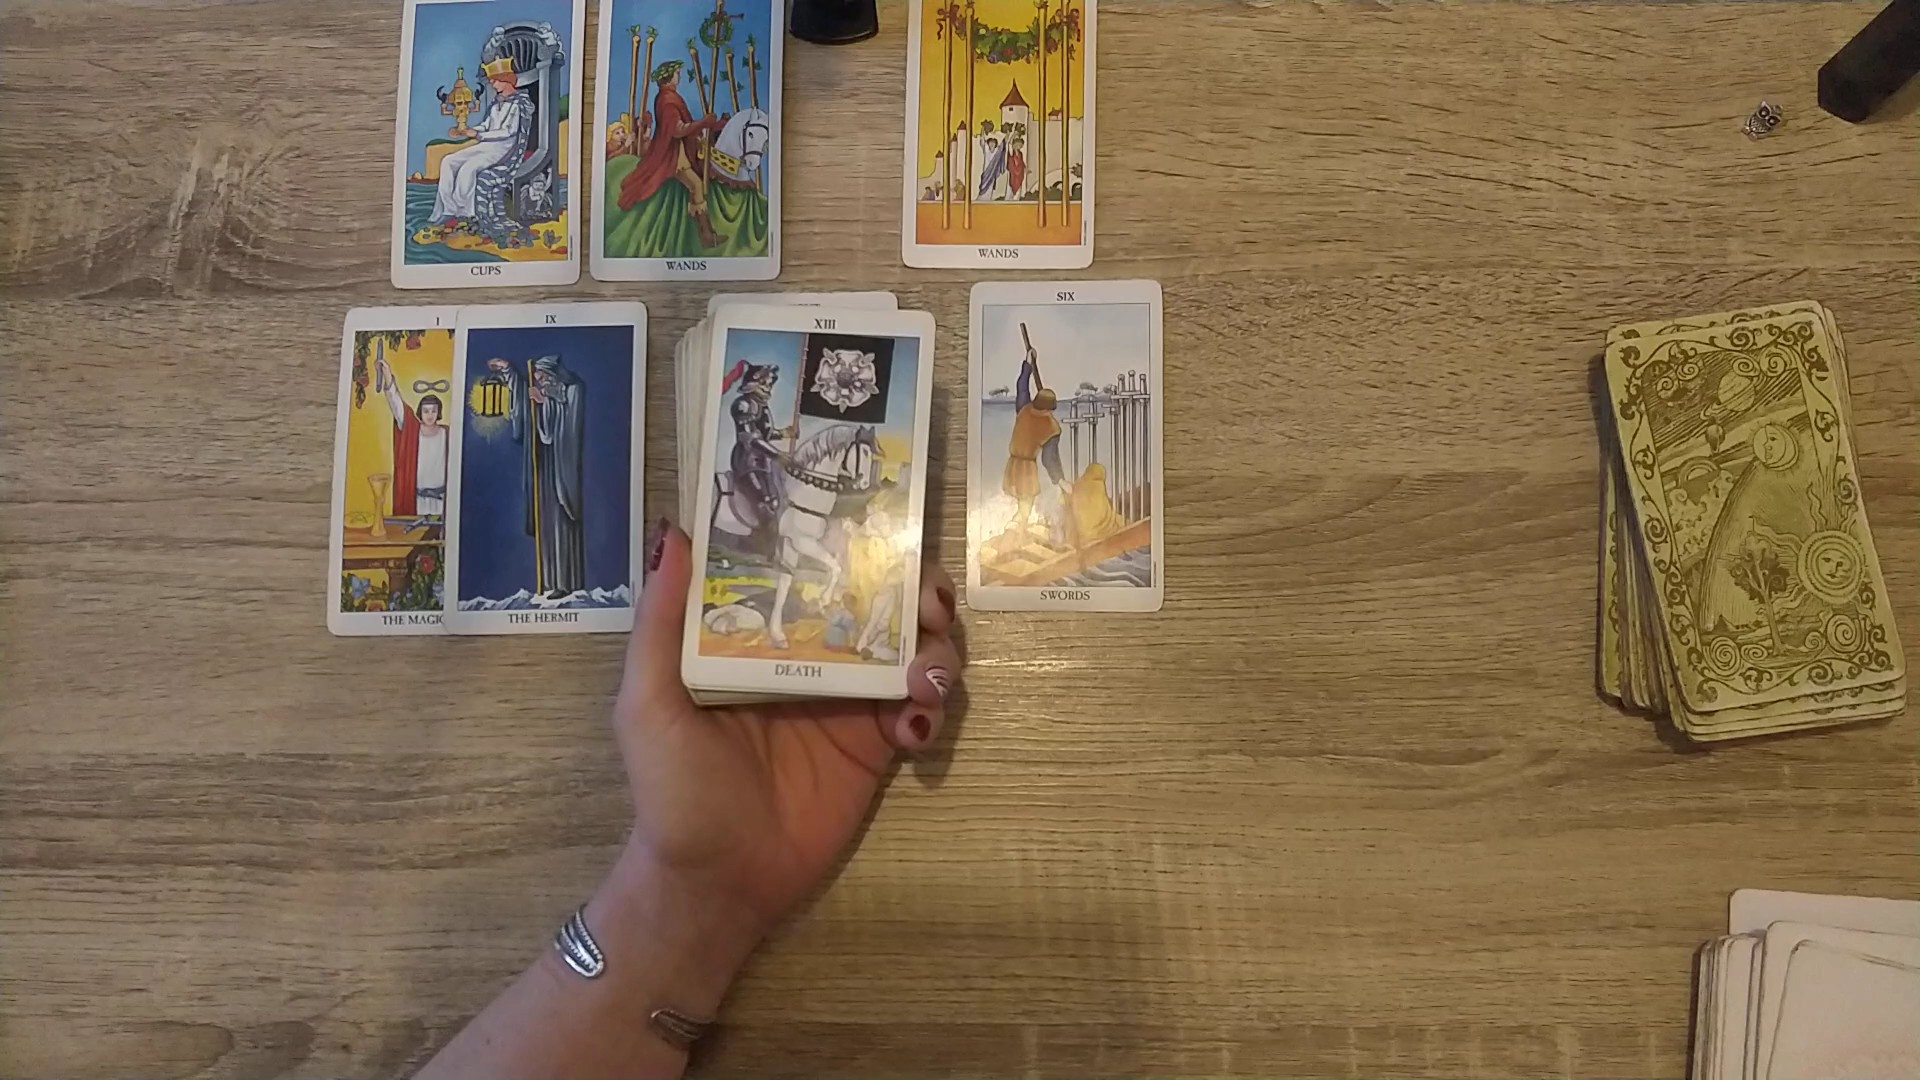 CUPS
WANDS
WANDS
I
THE MAGIC
IX
THE HERMIT
XIII
DEATH
SIX
SWORDS